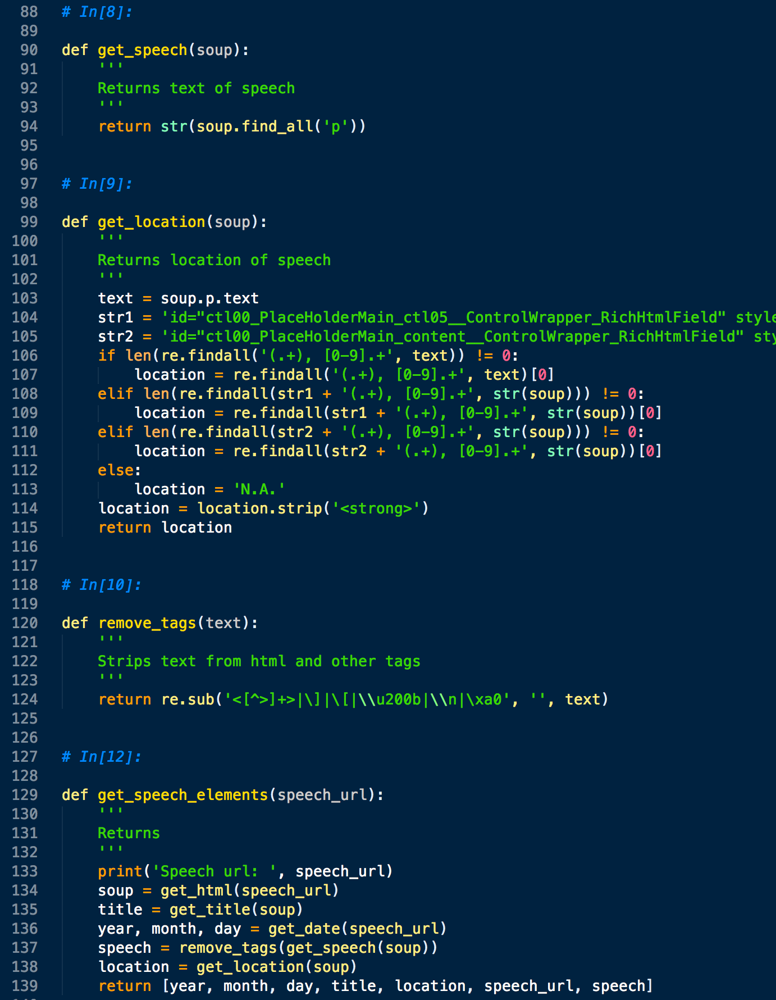 88 # In[8]:
89
90 def get_speech(soup):
91     '''
92     Returns text of speech
93     '''
94     return str(soup.find_all('p'))
95
96
97 # In[9]:
98
99 def get_location(soup):
100     '''
101     Returns location of speech
102     '''
103     text = soup.p.text
104     str1 = 'id="ctl00_PlaceHolderMain_ctl05__ControlWrapper_RichHtmlField" style
105     str2 = 'id="ctl00_PlaceHolderMain_content__ControlWrapper_RichHtmlField" sty
106     if len(re.findall('(.+), [0-9].+', text)) != 0:
107         location = re.findall('(.+), [0-9].+', text)[0]
108     elif len(re.findall(str1 + '(.+), [0-9].+', str(soup))) != 0:
109         location = re.findall(str1 + '(.+), [0-9].+', str(soup))[0]
110     elif len(re.findall(str2 + '(.+), [0-9].+', str(soup))) != 0:
111         location = re.findall(str2 + '(.+), [0-9].+', str(soup))[0]
112     else:
113         location = 'N.A.'
114     location = location.strip('<strong>')
115     return location
116
117
118 # In[10]:
119
120 def remove_tags(text):
121     '''
122     Strips text from html and other tags
123     '''
124     return re.sub('<[^>]+>|\]|\[|\\u200b|\\n|\xa0', '', text)
125
126
127 # In[12]:
128
129 def get_speech_elements(speech_url):
130     '''
131     Returns
132     '''
133     print('Speech url: ', speech_url)
134     soup = get_html(speech_url)
135     title = get_title(soup)
136     year, month, day = get_date(speech_url)
137     speech = remove_tags(get_speech(soup))
138     location = get_location(soup)
139     return [year, month, day, title, location, speech_url, speech]